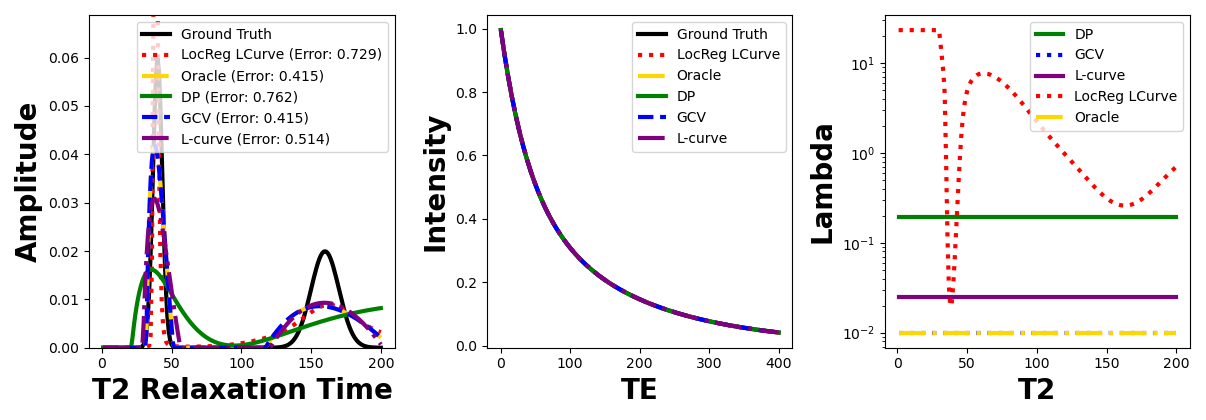 Amplitude
0.06
0.05
0.04
0.03
0.02
0.01
0.00
0
50
100
150
200
T2 Relaxation Time
Ground Truth
LocReg LCurve (Error: 0.729)
Oracle (Error: 0.415)
DP (Error: 0.762)
GCV (Error: 0.415)
L-curve (Error: 0.514)
Intensity
1.0
0.8
0.6
0.4
0.2
0.0
0
100
200
300
400
TE
Ground Truth
LocReg LCurve
Oracle
DP
GCV
L-curve
Lambda
10¹
10⁰
10⁻¹
10⁻²
0
50
100
150
200
T2
DP
GCV
L-curve
LocReg LCurve
Oracle